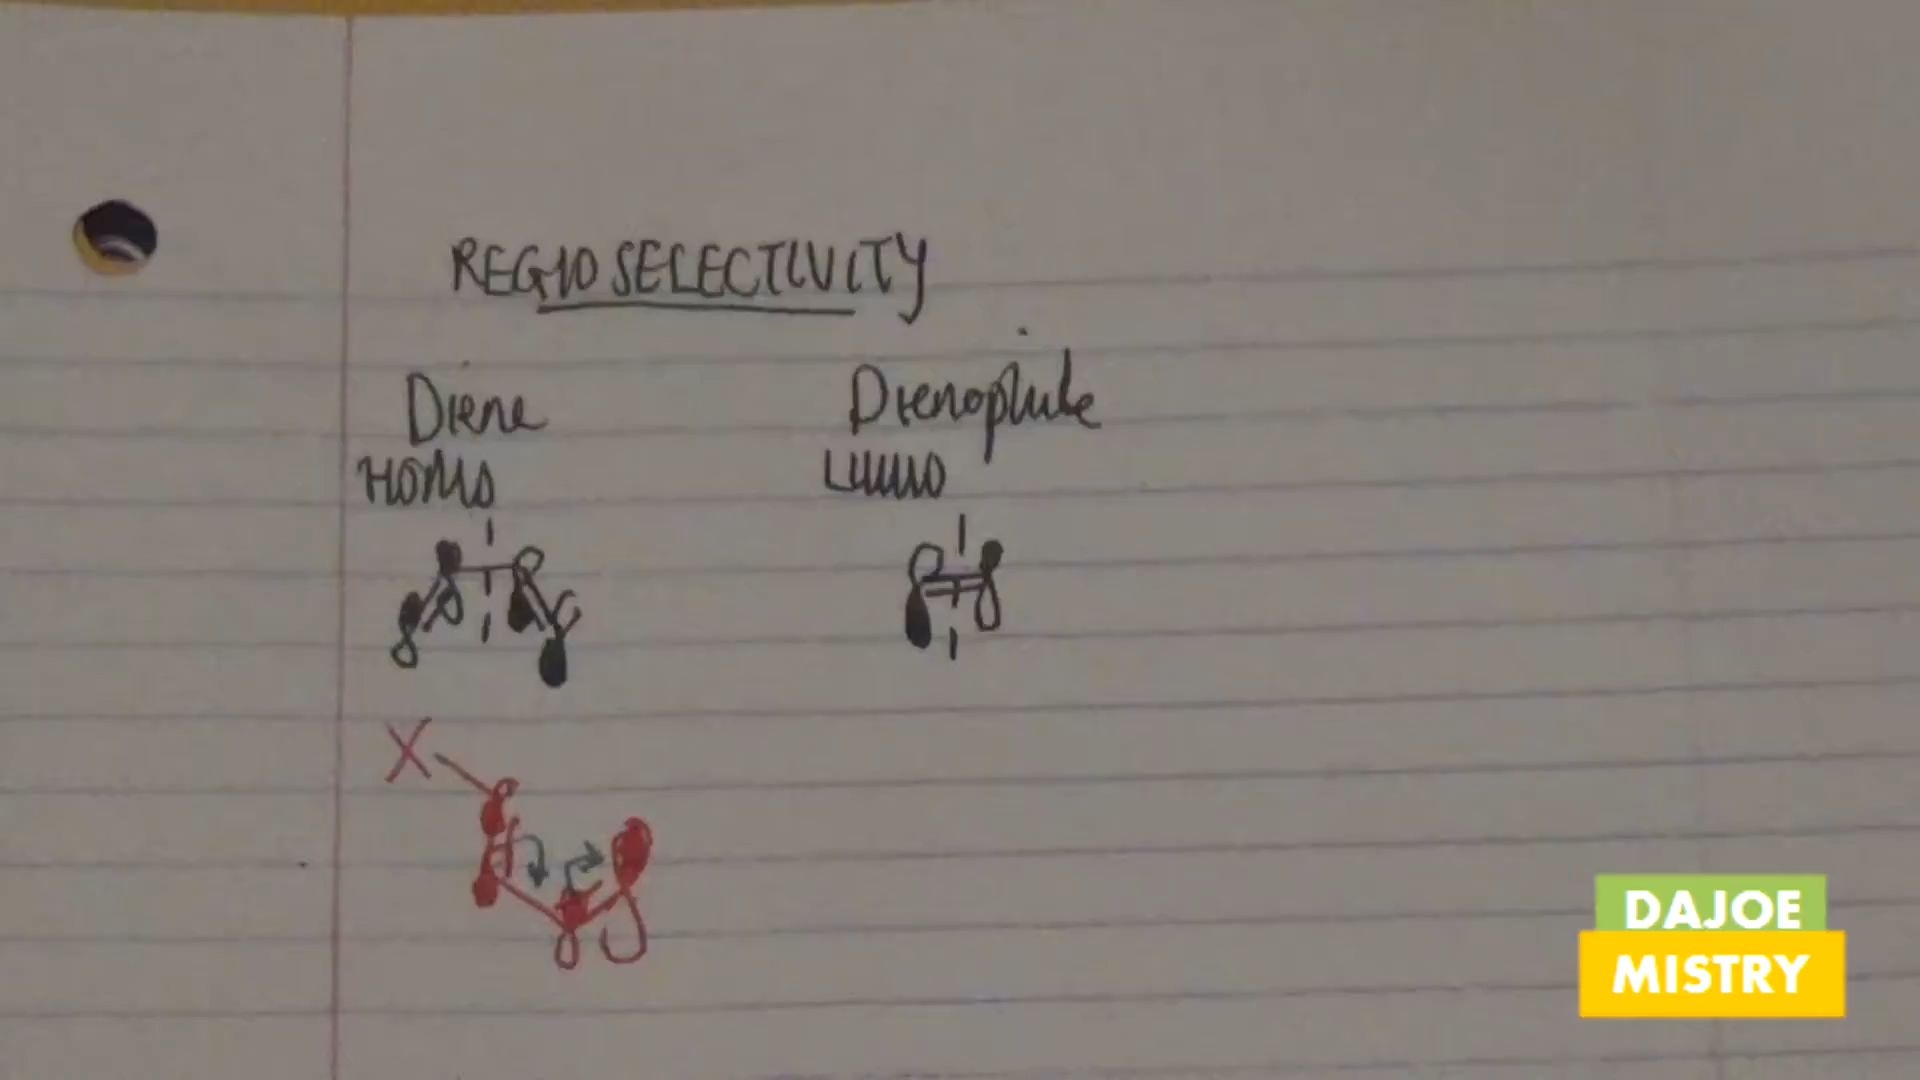 REGIOSELECTIVITY
Diene Dienophile
HOMO LUMO
X
DAJOE
MISTRY